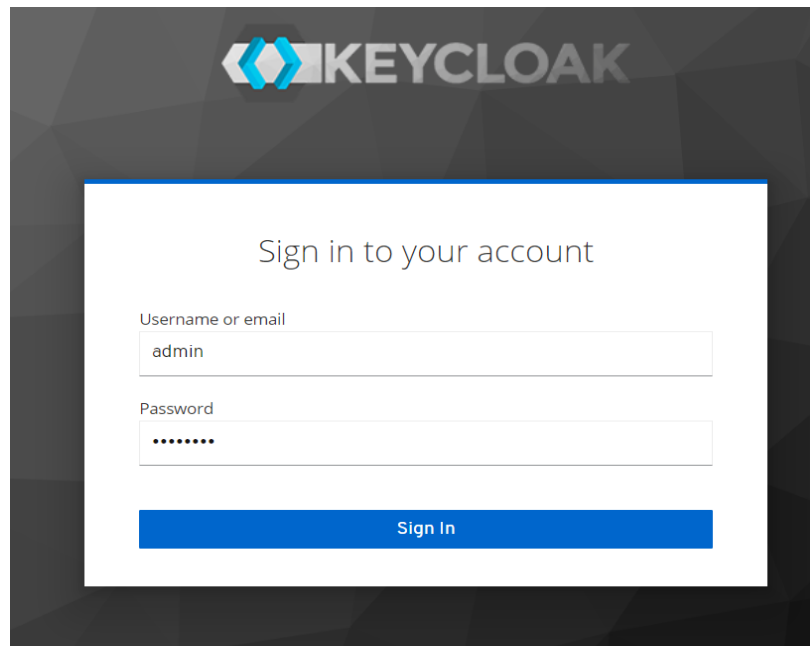 KEYCLOAK
Sign in to your account
Username or email
admin
Password
••••••••
Sign In